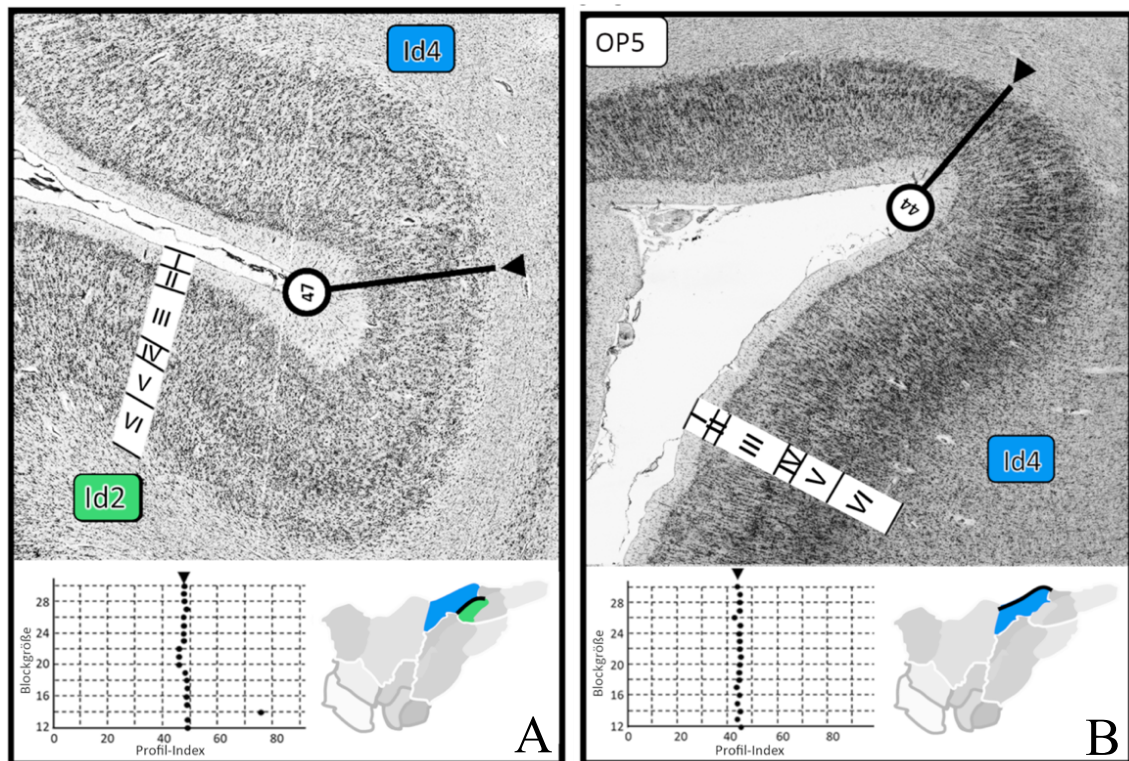 Id4
47
I
II
III
IV
V
VI
Id2
Blockgröße
28
24
20
16
12
0 20 40 60 80
Profil-Index
A
OP5
44
I
II
III
IV
V
VI
Id4
Blockgröße
28
24
20
16
12
0 20 40 60 80
Profil-Index
B